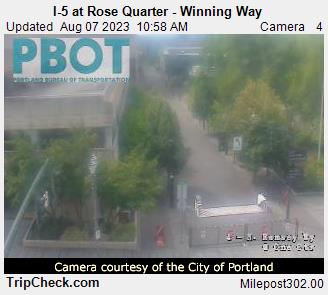 I-5 at Rose Quarter - Winning Way
Updated Aug 07 2023 10:58 AM Camera 4
PBOT
PORTLAND BUREAU OF TRANSPORTATION
Camera courtesy of the City of Portland
TripCheck.com Milepost302.00